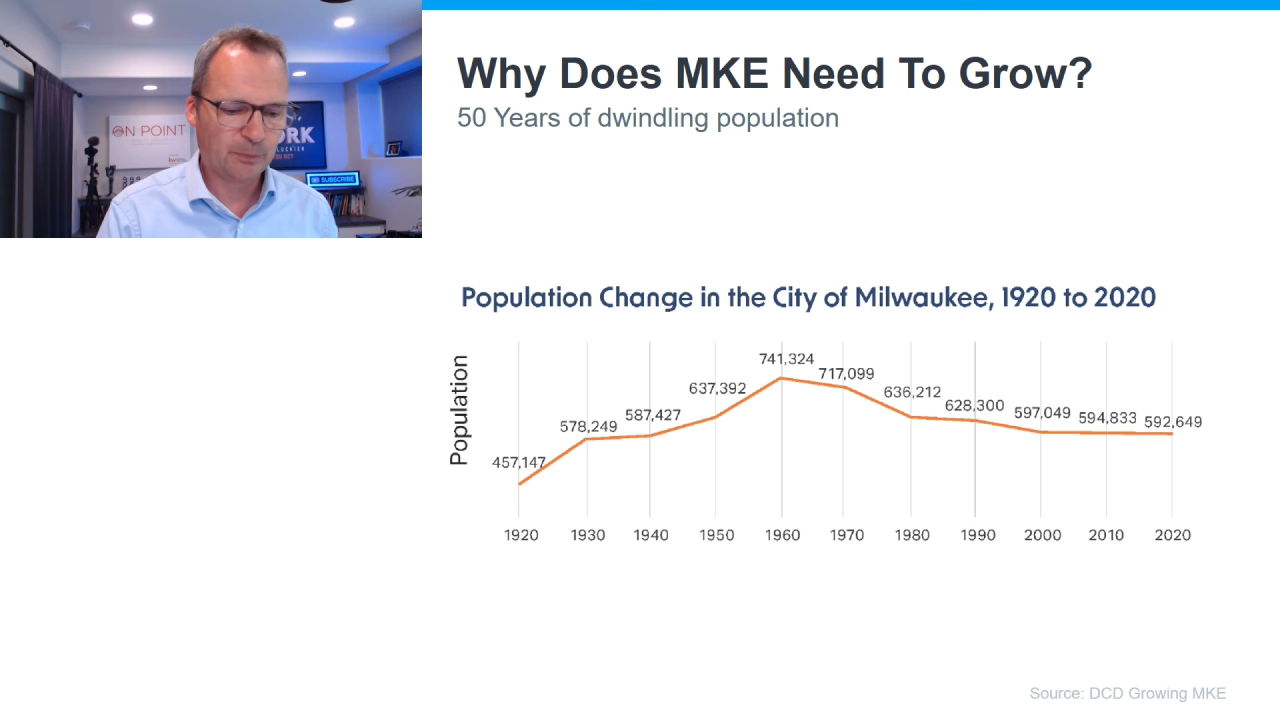 ON POINT
ORK
SUBSCRIBE
Why Does MKE Need To Grow?
50 Years of dwindling population
Population Change in the City of Milwaukee, 1920 to 2020
Population
457,147
578,249
587,427
637,392
741,324
717,099
636,212
628,300
597,049
594,833
592,649
1920 1930 1940 1950 1960 1970 1980 1990 2000 2010 2020
Source: DCD Growing MKE